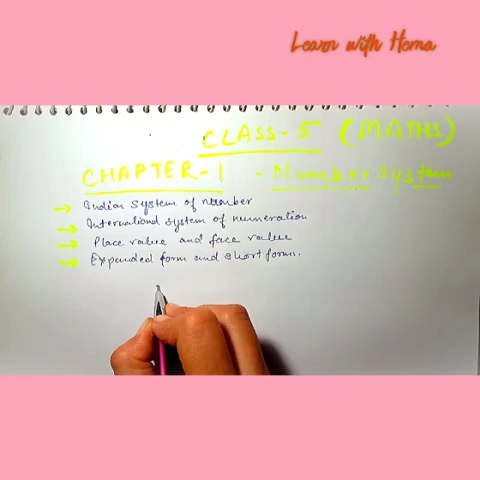 Learn with Hema
CLASS-5 (MATHS)
CHAPTER-1 - Number system
→ Indian system of number
→ International system of numeration
→ Place value and face value
→ Expanded form and short forms.